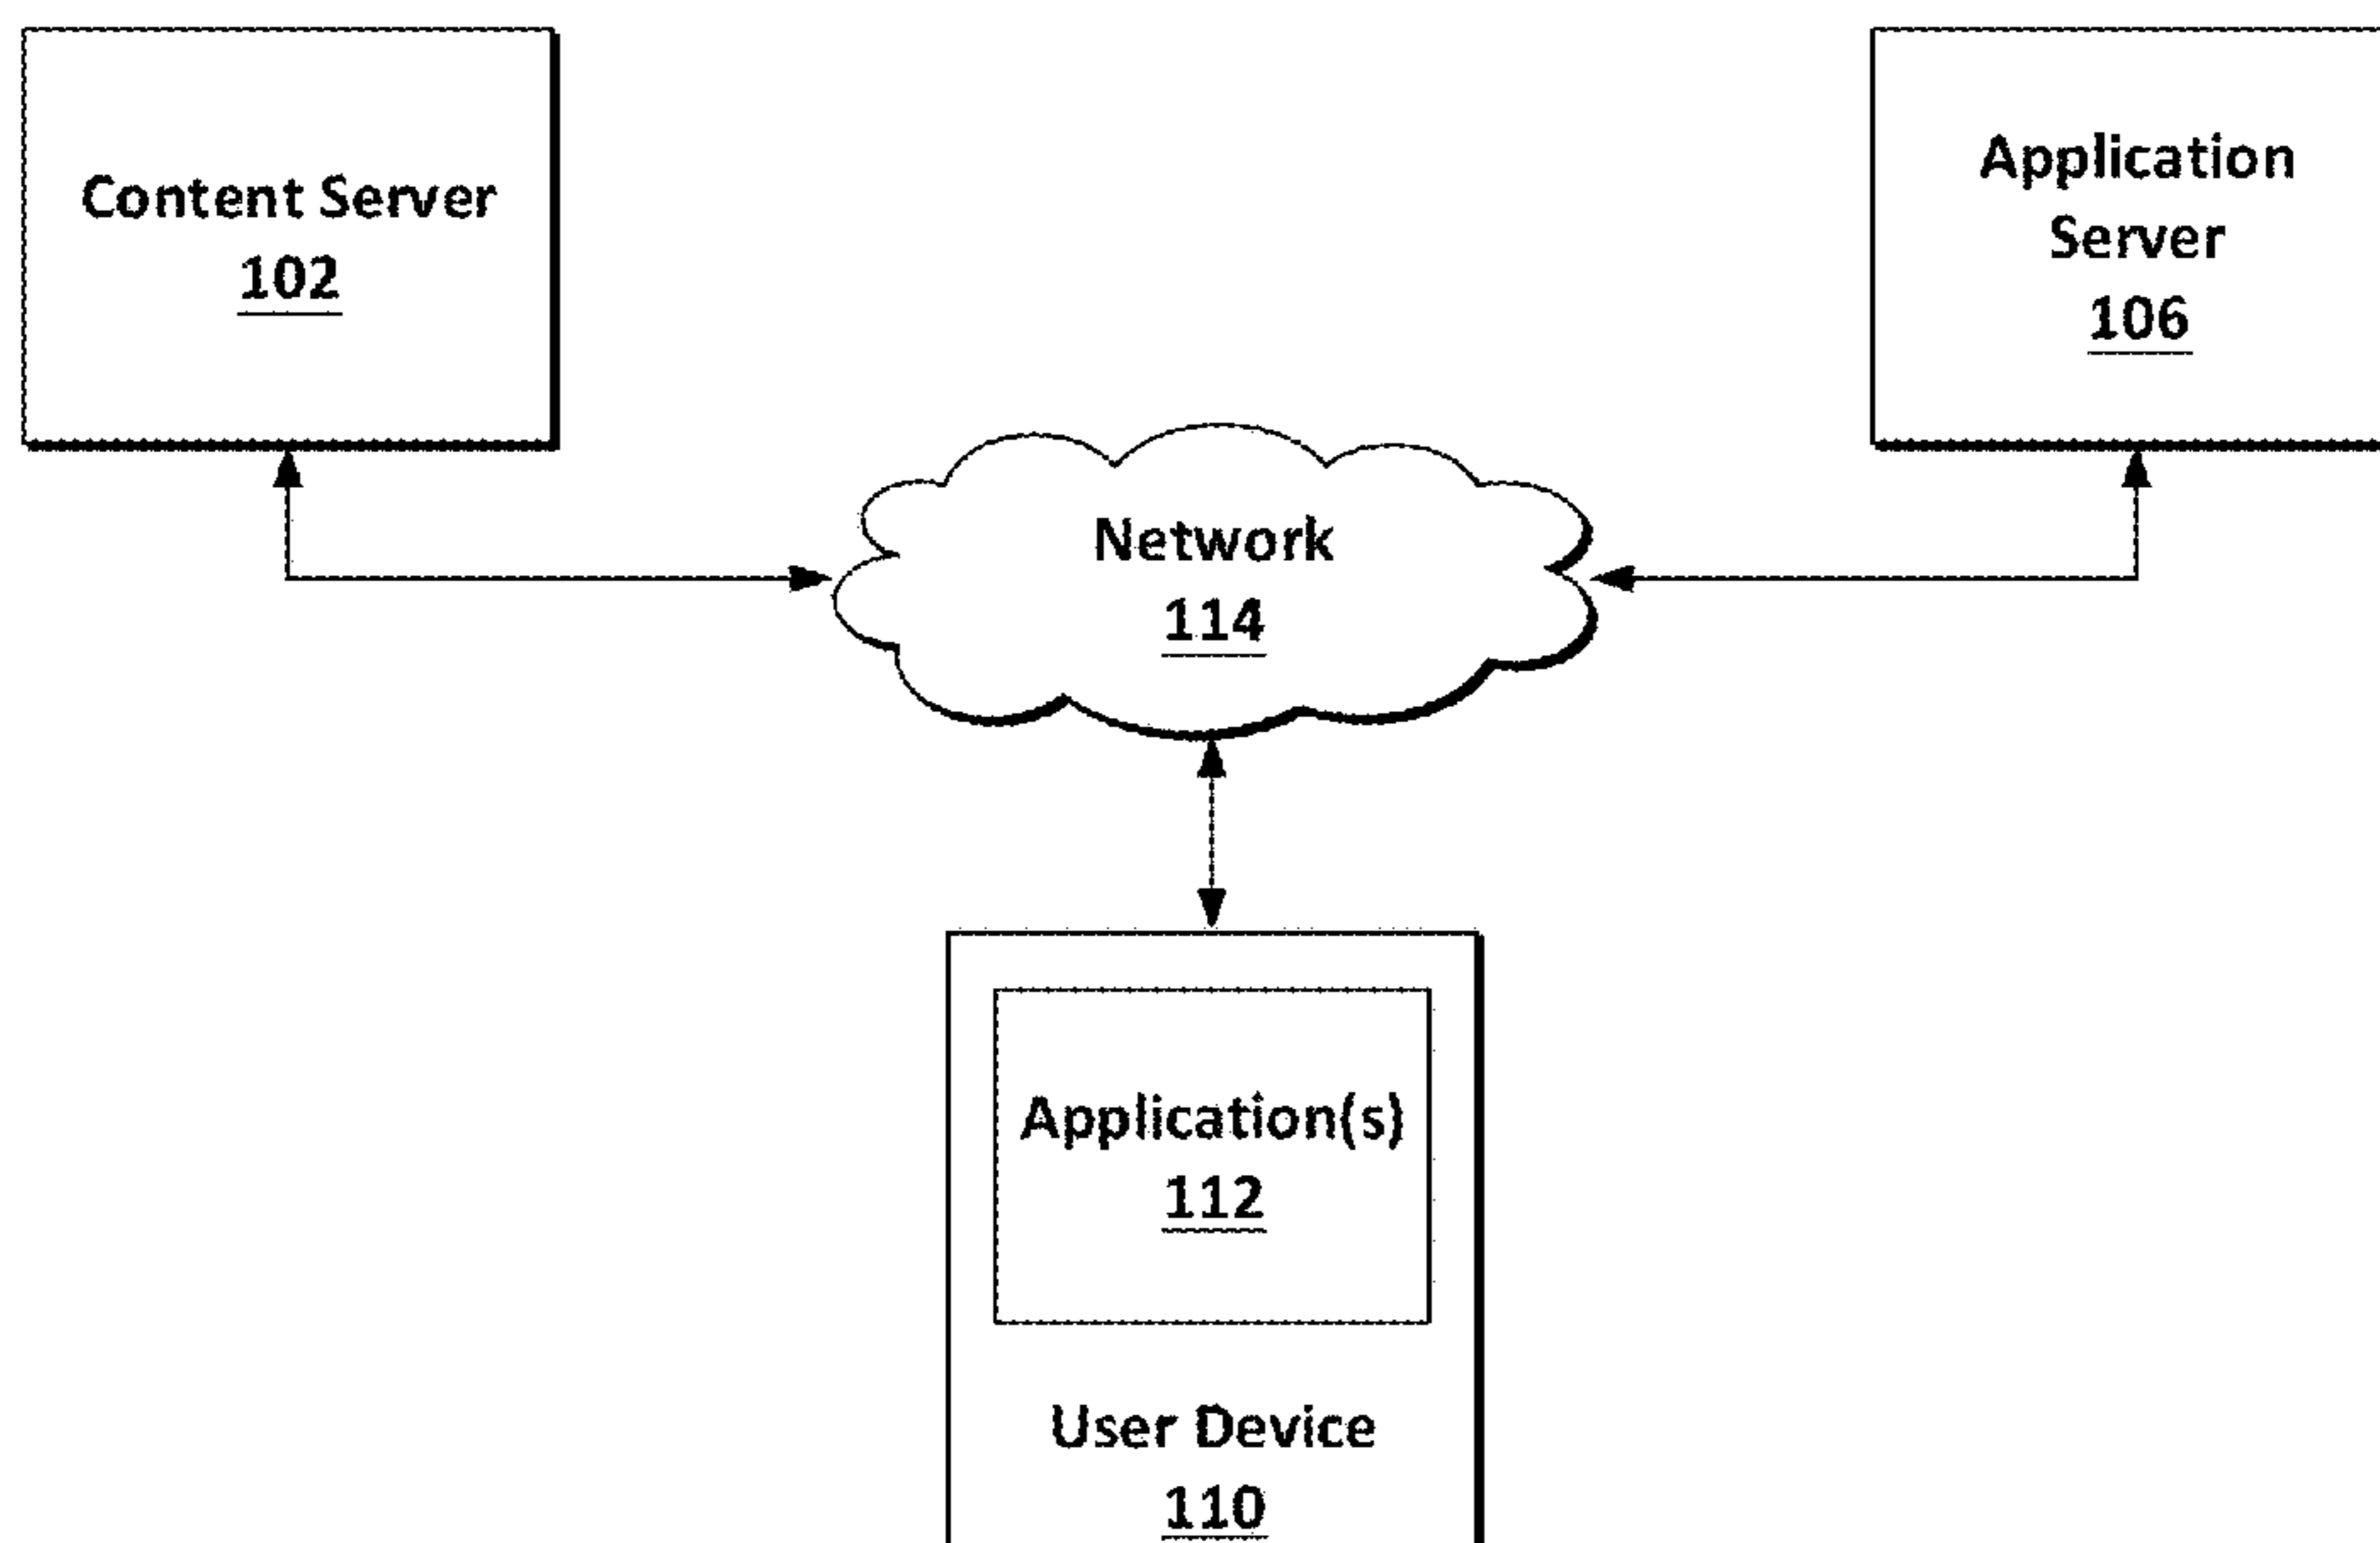 Content Server
102
Application
Server
106
Network
114
Application(s)
112
User Device
110